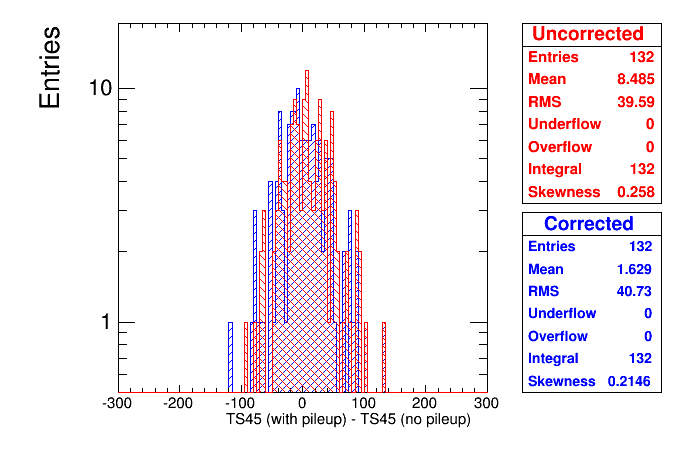 Entries
10
1
-300 -200 -100 0 100 200 300
TS45 (with pileup) - TS45 (no pileup)
Uncorrected
Entries 132
Mean 8.485
RMS 39.59
Underflow 0
Overflow 0
Integral 132
Skewness 0.258
Corrected
Entries 132
Mean 1.629
RMS 40.73
Underflow 0
Overflow 0
Integral 132
Skewness 0.2146